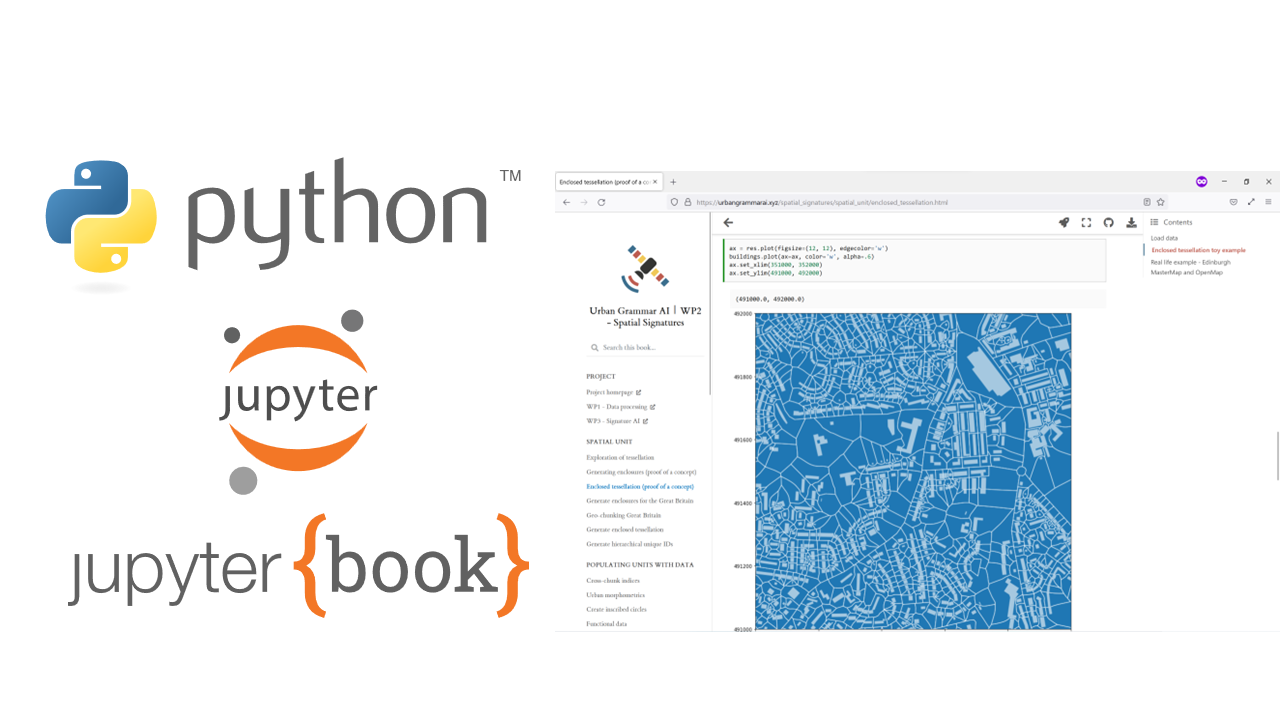 python
TM
jupyter
jupyter {book}
Enclosed tessellation (proof of a co
https://urbangrammarai.xyz/spatial_signatures/spatial_unit/enclosed_tessellation.html
Urban Grammar AI | WP2
- Spatial Signatures
Search this book...
PROJECT
Project homepage
WP1 - Data processing
WP3 - Signature AI
SPATIAL UNIT
Exploration of tessellation
Generating enclosures (proof of a concept)
Enclosed tessellation (proof of a concept)
Generate enclosures for the Great Britain
Geo-chunking Great Britain
Generate enclosed tessellation
Generate hierarchical unique IDs
POPULATING UNITS WITH DATA
Cross-chunk indices
Urban morphometrics
Create inscribed circles
Functional data
ax = res.plot(figsize=(12, 12), edgecolor='w')
buildings.plot(ax=ax, color='w', alpha=.6)
ax.set_xlim(351000, 352000)
ax.set_ylim(491000, 492000)
(491000.0, 492000.0)
492000
491800
491600
491400
491200
491000
Contents
Load data
Enclosed tessellation toy example
Real life example - Edinburgh
MasterMap and OpenMap